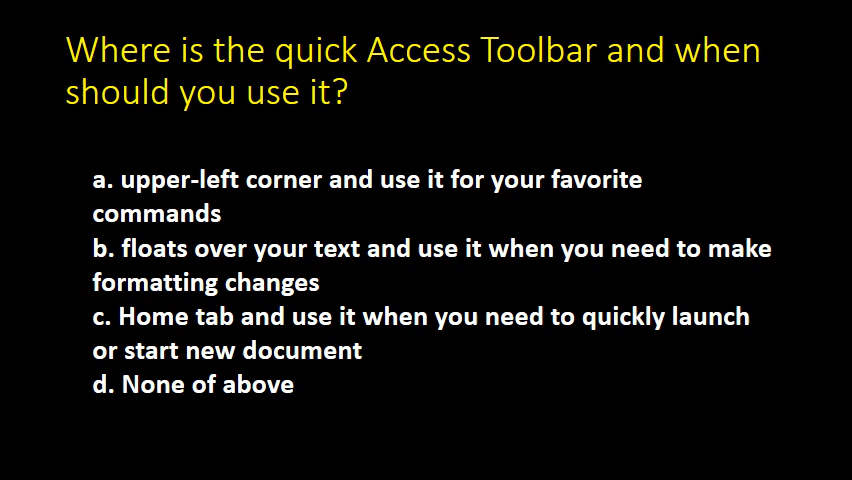 Where is the quick Access Toolbar and when
should you use it?
a. upper-left corner and use it for your favorite
commands
b. floats over your text and use it when you need to make
formatting changes
c. Home tab and use it when you need to quickly launch
or start new document
d. None of above